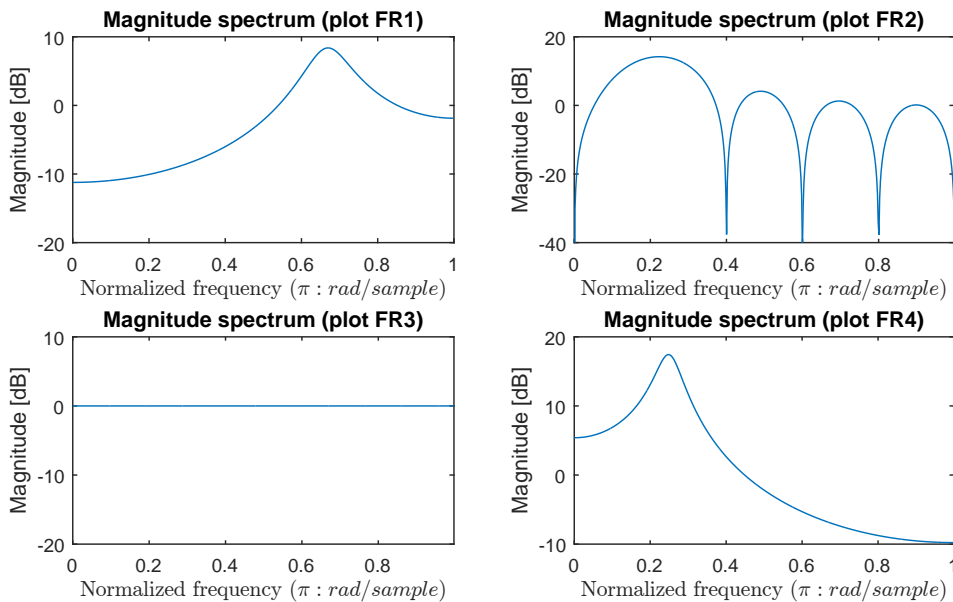 Magnitude spectrum (plot FR1)
Magnitude [dB]
10
0
-10
-20
0 0.2 0.4 0.6 0.8 1
Normalized frequency (π : rad/sample)
Magnitude spectrum (plot FR2)
Magnitude [dB]
20
0
-20
-40
0 0.2 0.4 0.6 0.8 1
Normalized frequency (π : rad/sample)
Magnitude spectrum (plot FR3)
Magnitude [dB]
10
0
-10
-20
0 0.2 0.4 0.6 0.8 1
Normalized frequency (π : rad/sample)
Magnitude spectrum (plot FR4)
Magnitude [dB]
20
10
0
-10
0 0.2 0.4 0.6 0.8 1
Normalized frequency (π : rad/sample)